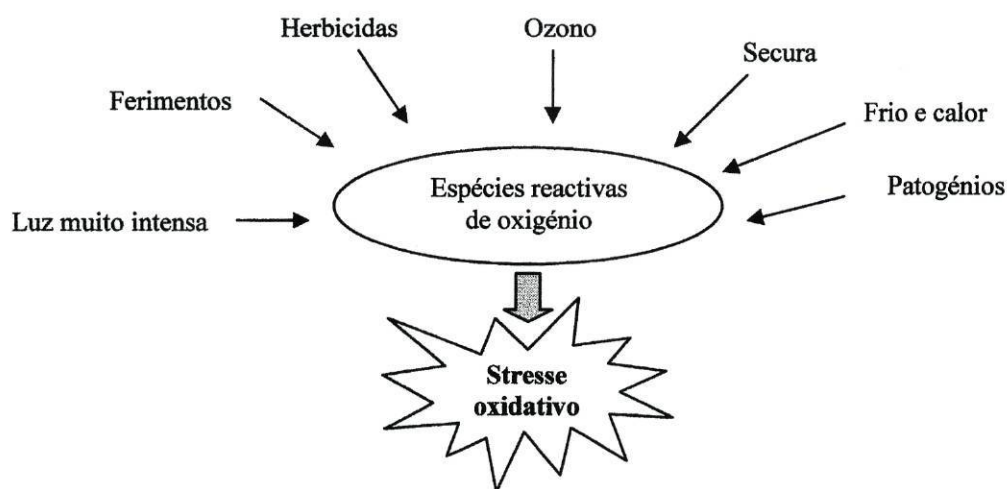 Herbicidas
Ozono
Secura
Ferimentos
Frio e calor
Espécies reactivas
de oxigénio
Patogénios
Luz muito intensa
Stresse
oxidativo